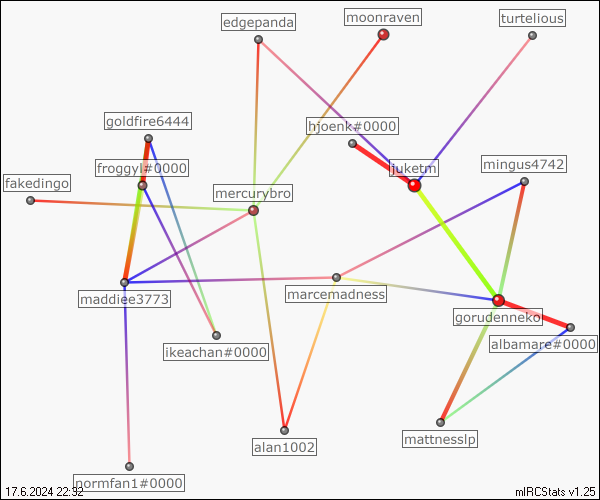 moonraven
edgepanda
turtelious
goldfire6444
hjoenk#0000
froggyl#0000
juketm
mingus4742
fakedingo
mercurybro
maddiee3773
marcemadness
gorudenneko
ikeachan#0000
albamare#0000
mattnesslp
alan1002
normfan1#0000
17.6.2024 22:32
mIRCStats v1.25